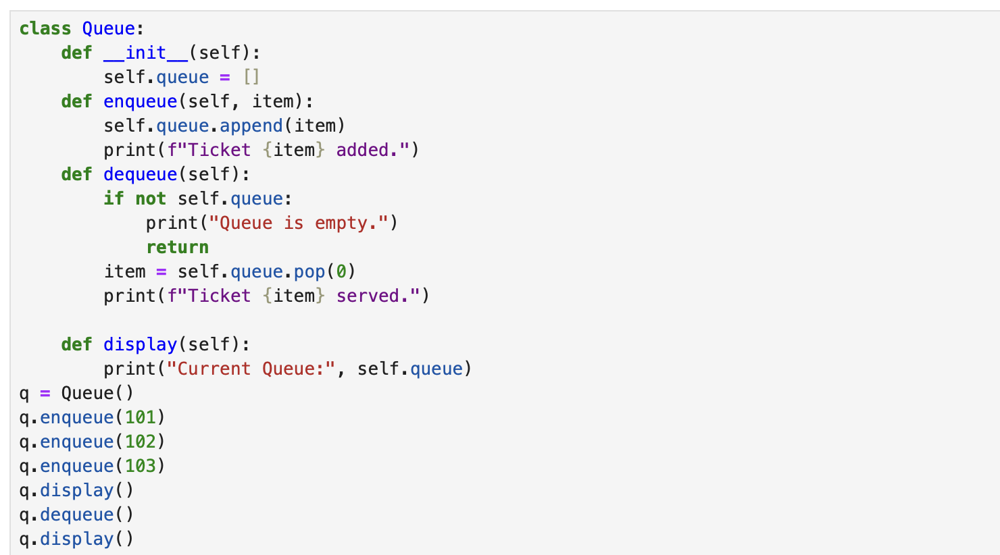 class Queue:
    def __init__(self):
        self.queue = []
    def enqueue(self, item):
        self.queue.append(item)
        print(f"Ticket {item} added.")
    def dequeue(self):
        if not self.queue:
            print("Queue is empty.")
            return
        item = self.queue.pop(0)
        print(f"Ticket {item} served.")

    def display(self):
        print("Current Queue:", self.queue)
q = Queue()
q.enqueue(101)
q.enqueue(102)
q.enqueue(103)
q.display()
q.dequeue()
q.display()